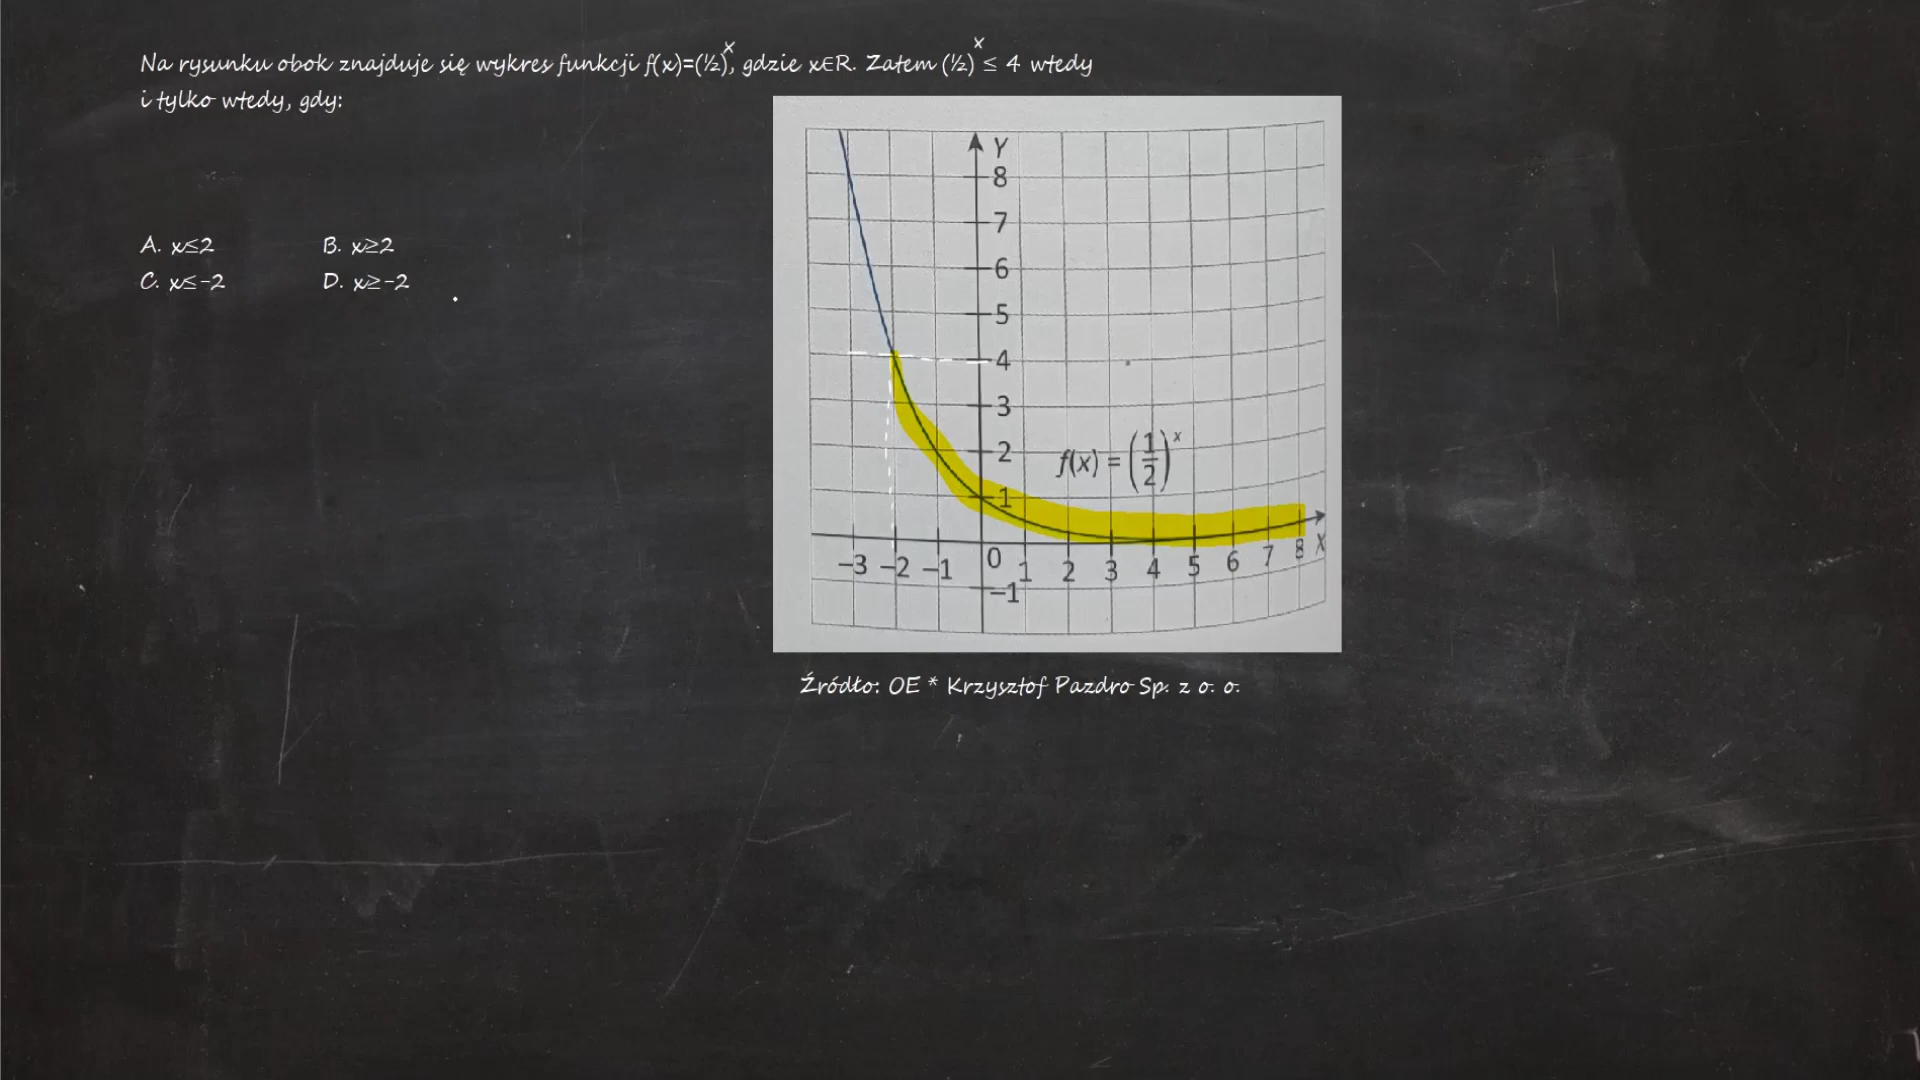 Na rysunku obok znajduje się wykres funkcji f(x)=(½)ˣ, gdzie x∈R. Zatem (½)ˣ ≤ 4 wtedy
i tylko wtedy, gdy:
A. x≤2 B. x≥2
C. x≤-2 D. x≥-2
Y
8
7
6
5
4
3
2
1
f(x) = (1/2)ˣ
-3 -2 -1 0 1 2 3 4 5 6 7 8 X
-1
Źródło: OE * Krzysztof Pazdro Sp. z o. o.